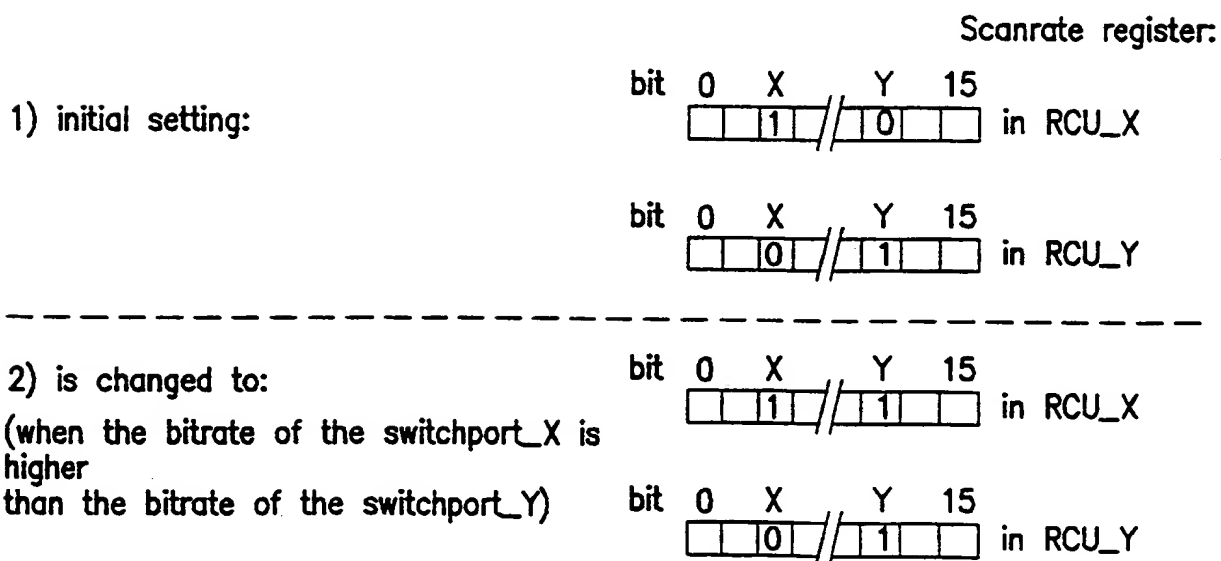 Scanrate register:
bit 0 X Y 15
1) initial setting:
1 0 in RCU_X
bit 0 X Y 15
0 1 in RCU_Y
2) is changed to:
bit 0 X Y 15
1 1 in RCU_X
(when the bitrate of the switchport_X is
higher
than the bitrate of the switchport_Y)
bit 0 X Y 15
0 1 in RCU_Y